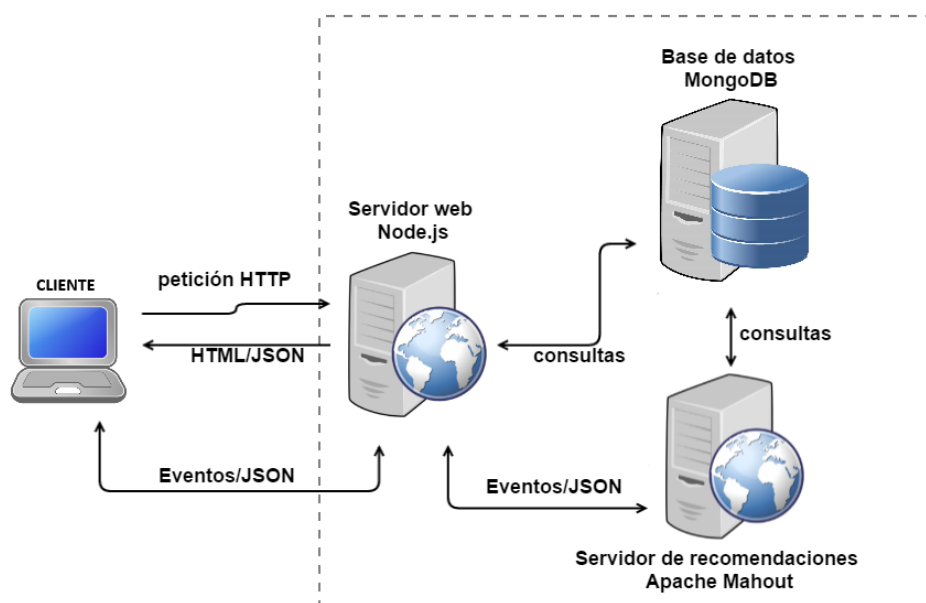 Base de datos
MongoDB
Servidor web
Node.js
CLIENTE
petición HTTP
HTML/JSON
consultas
consultas
Eventos/JSON
Eventos/JSON
Servidor de recomendaciones
Apache Mahout